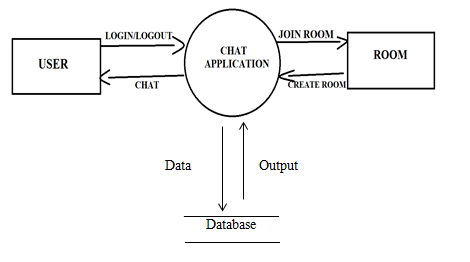 LOGIN/LOGOUT
JOIN ROOM
USER
CHAT
APPLICATION
ROOM
CHAT
CREATE ROOM
Data
Output
Database